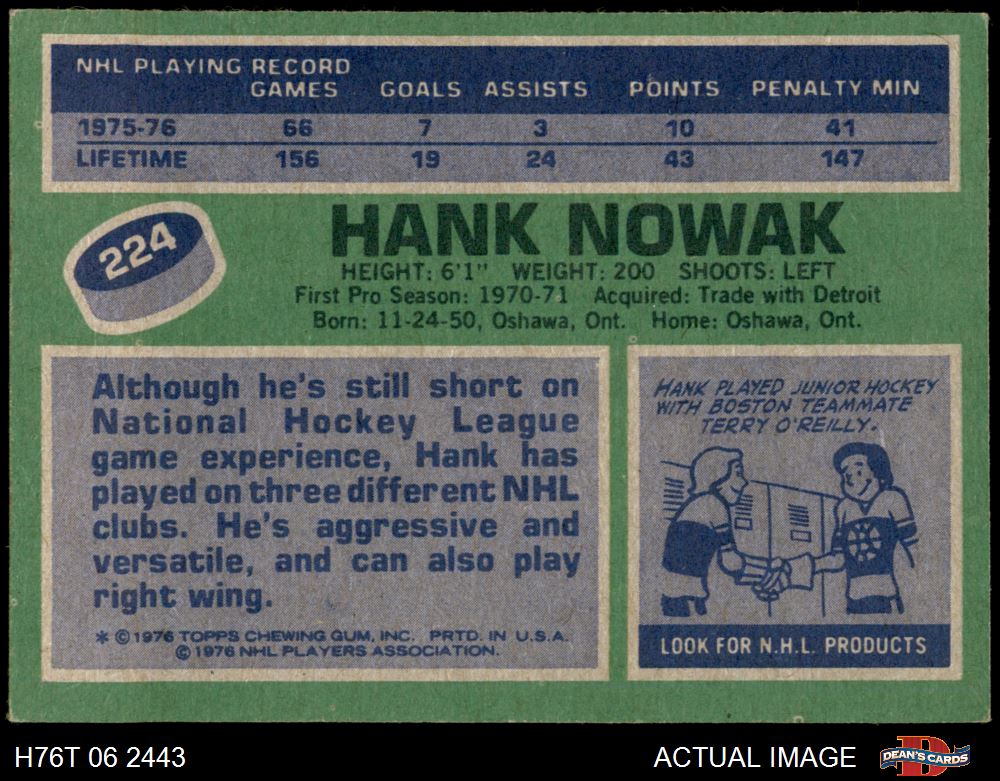 NHL PLAYING RECORD
GAMES GOALS ASSISTS POINTS PENALTY MIN
1975-76 66 7 3 10 41
LIFETIME 156 19 24 43 147
224
HANK NOWAK
HEIGHT: 6'1" WEIGHT: 200 SHOOTS: LEFT
First Pro Season: 1970-71 Acquired: Trade with Detroit
Born: 11-24-50, Oshawa, Ont. Home: Oshawa, Ont.
Although he's still short on
National Hockey League
game experience, Hank has
played on three different NHL
clubs. He's aggressive and
versatile, and can also play
right wing.
* © 1976 TOPPS CHEWING GUM, INC. PRTD. IN U.S.A.
© 1976 NHL PLAYERS ASSOCIATION.
HANK PLAYED JUNIOR HOCKEY
WITH BOSTON TEAMMATE
TERRY O'REILLY.
LOOK FOR N.H.L. PRODUCTS
H76T 06 2443
ACTUAL IMAGE
DEAN'S CARDS